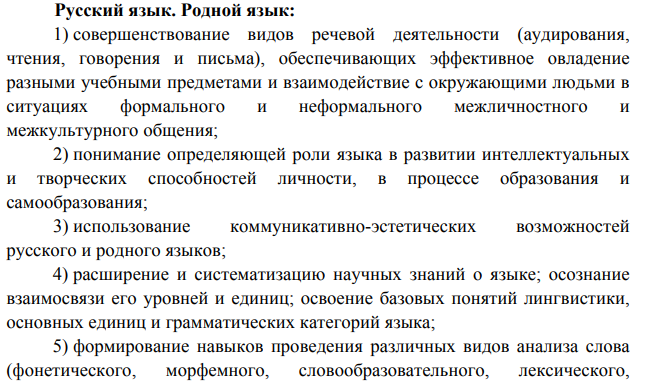 Русский язык. Родной язык:
1) совершенствование видов речевой деятельности (аудирования,
чтения, говорения и письма), обеспечивающих эффективное овладение
разными учебными предметами и взаимодействие с окружающими людьми в
ситуациях формального и неформального межличностного и
межкультурного общения;
2) понимание определяющей роли языка в развитии интеллектуальных
и творческих способностей личности, в процессе образования и
самообразования;
3) использование коммуникативно-эстетических возможностей
русского и родного языков;
4) расширение и систематизацию научных знаний о языке; осознание
взаимосвязи его уровней и единиц; освоение базовых понятий лингвистики,
основных единиц и грамматических категорий языка;
5) формирование навыков проведения различных видов анализа слова
(фонетического, морфемного, словообразовательного, лексического,